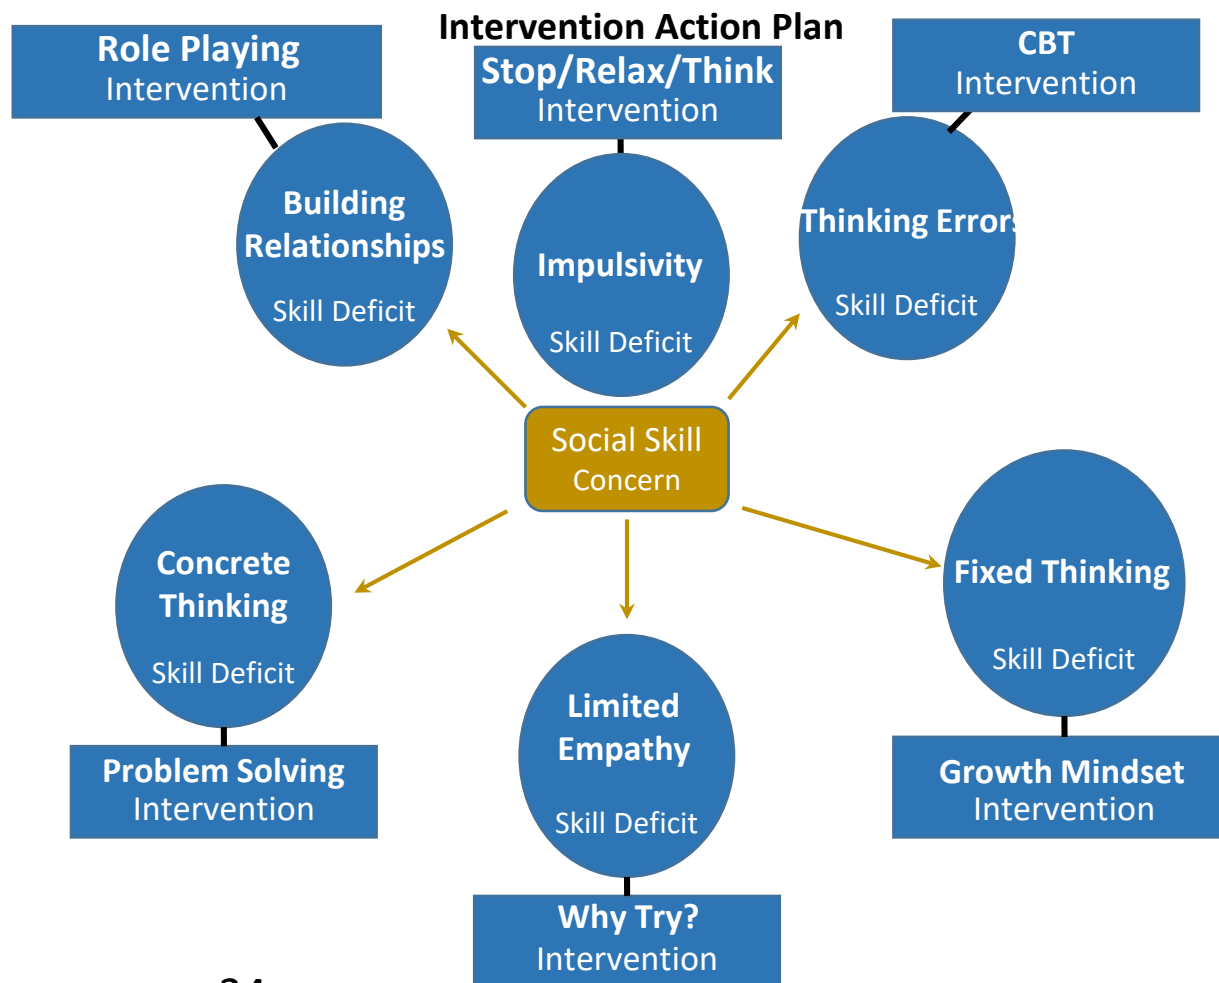 Intervention Action Plan
Role Playing
Intervention
Stop/Relax/Think
Intervention
CBT
Intervention
Building
Relationships
Skill Deficit
Impulsivity
Skill Deficit
Thinking Errors
Skill Deficit
Social Skill
Concern
Concrete
Thinking
Skill Deficit
Limited
Empathy
Skill Deficit
Fixed Thinking
Skill Deficit
Problem Solving
Intervention
Why Try?
Intervention
Growth Mindset
Intervention